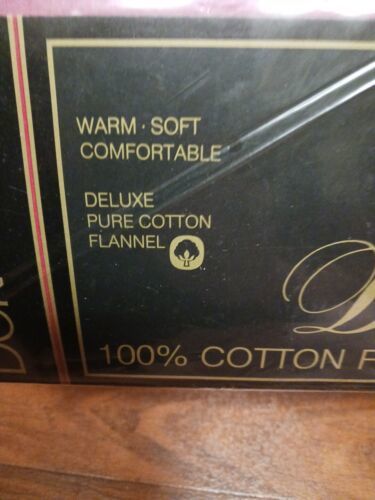 WARM · SOFT
COMFORTABLE
DELUXE
PURE COTTON
FLANNEL
D
100% COTTON F